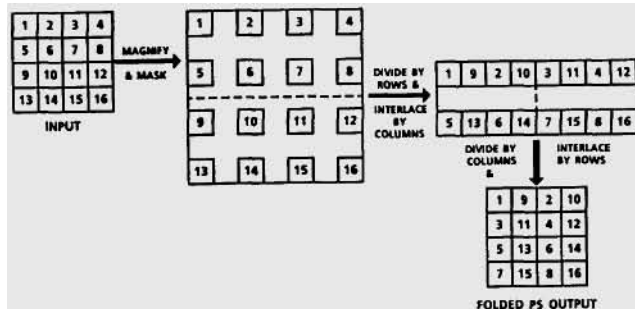 1 2 3 4
5 6 7 8
9 10 11 12
13 14 15 16
INPUT
MAGNIFY
& MASK
1 2 3 4
5 6 7 8
9 10 11 12
13 14 15 16
DIVIDE BY
ROWS &
INTERLACE
BY
COLUMNS
1 9 2 10 3 11 4 12
5 13 6 14 7 15 8 16
DIVIDE BY
COLUMNS
&
INTERLACE
BY ROWS
1 9 2 10
3 11 4 12
5 13 6 14
7 15 8 16
FOLDED PS OUTPUT